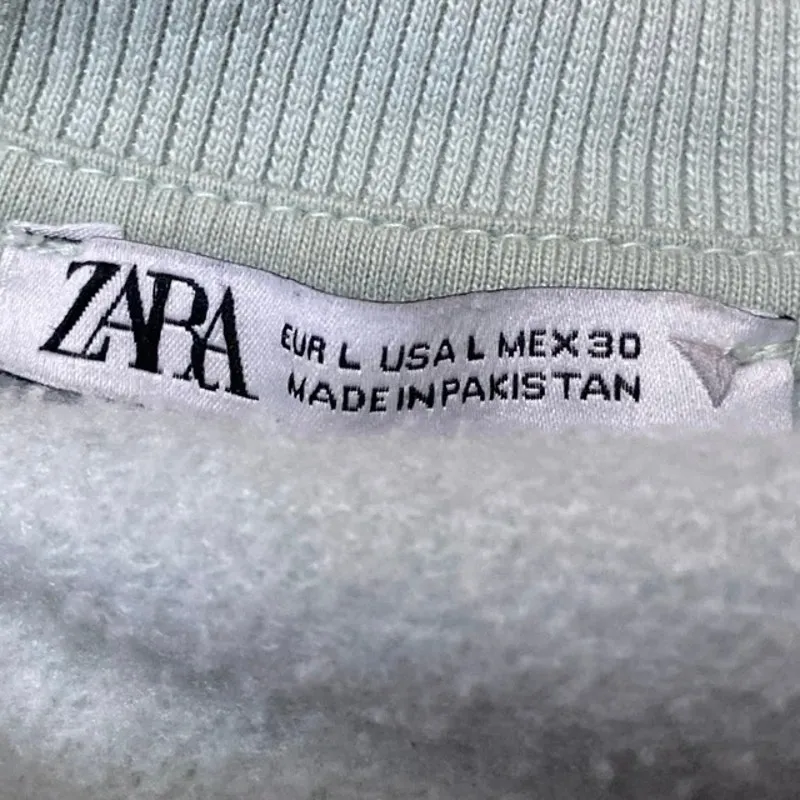 ZARA
EUR L USA L MEX 30
MADE IN PAKISTAN